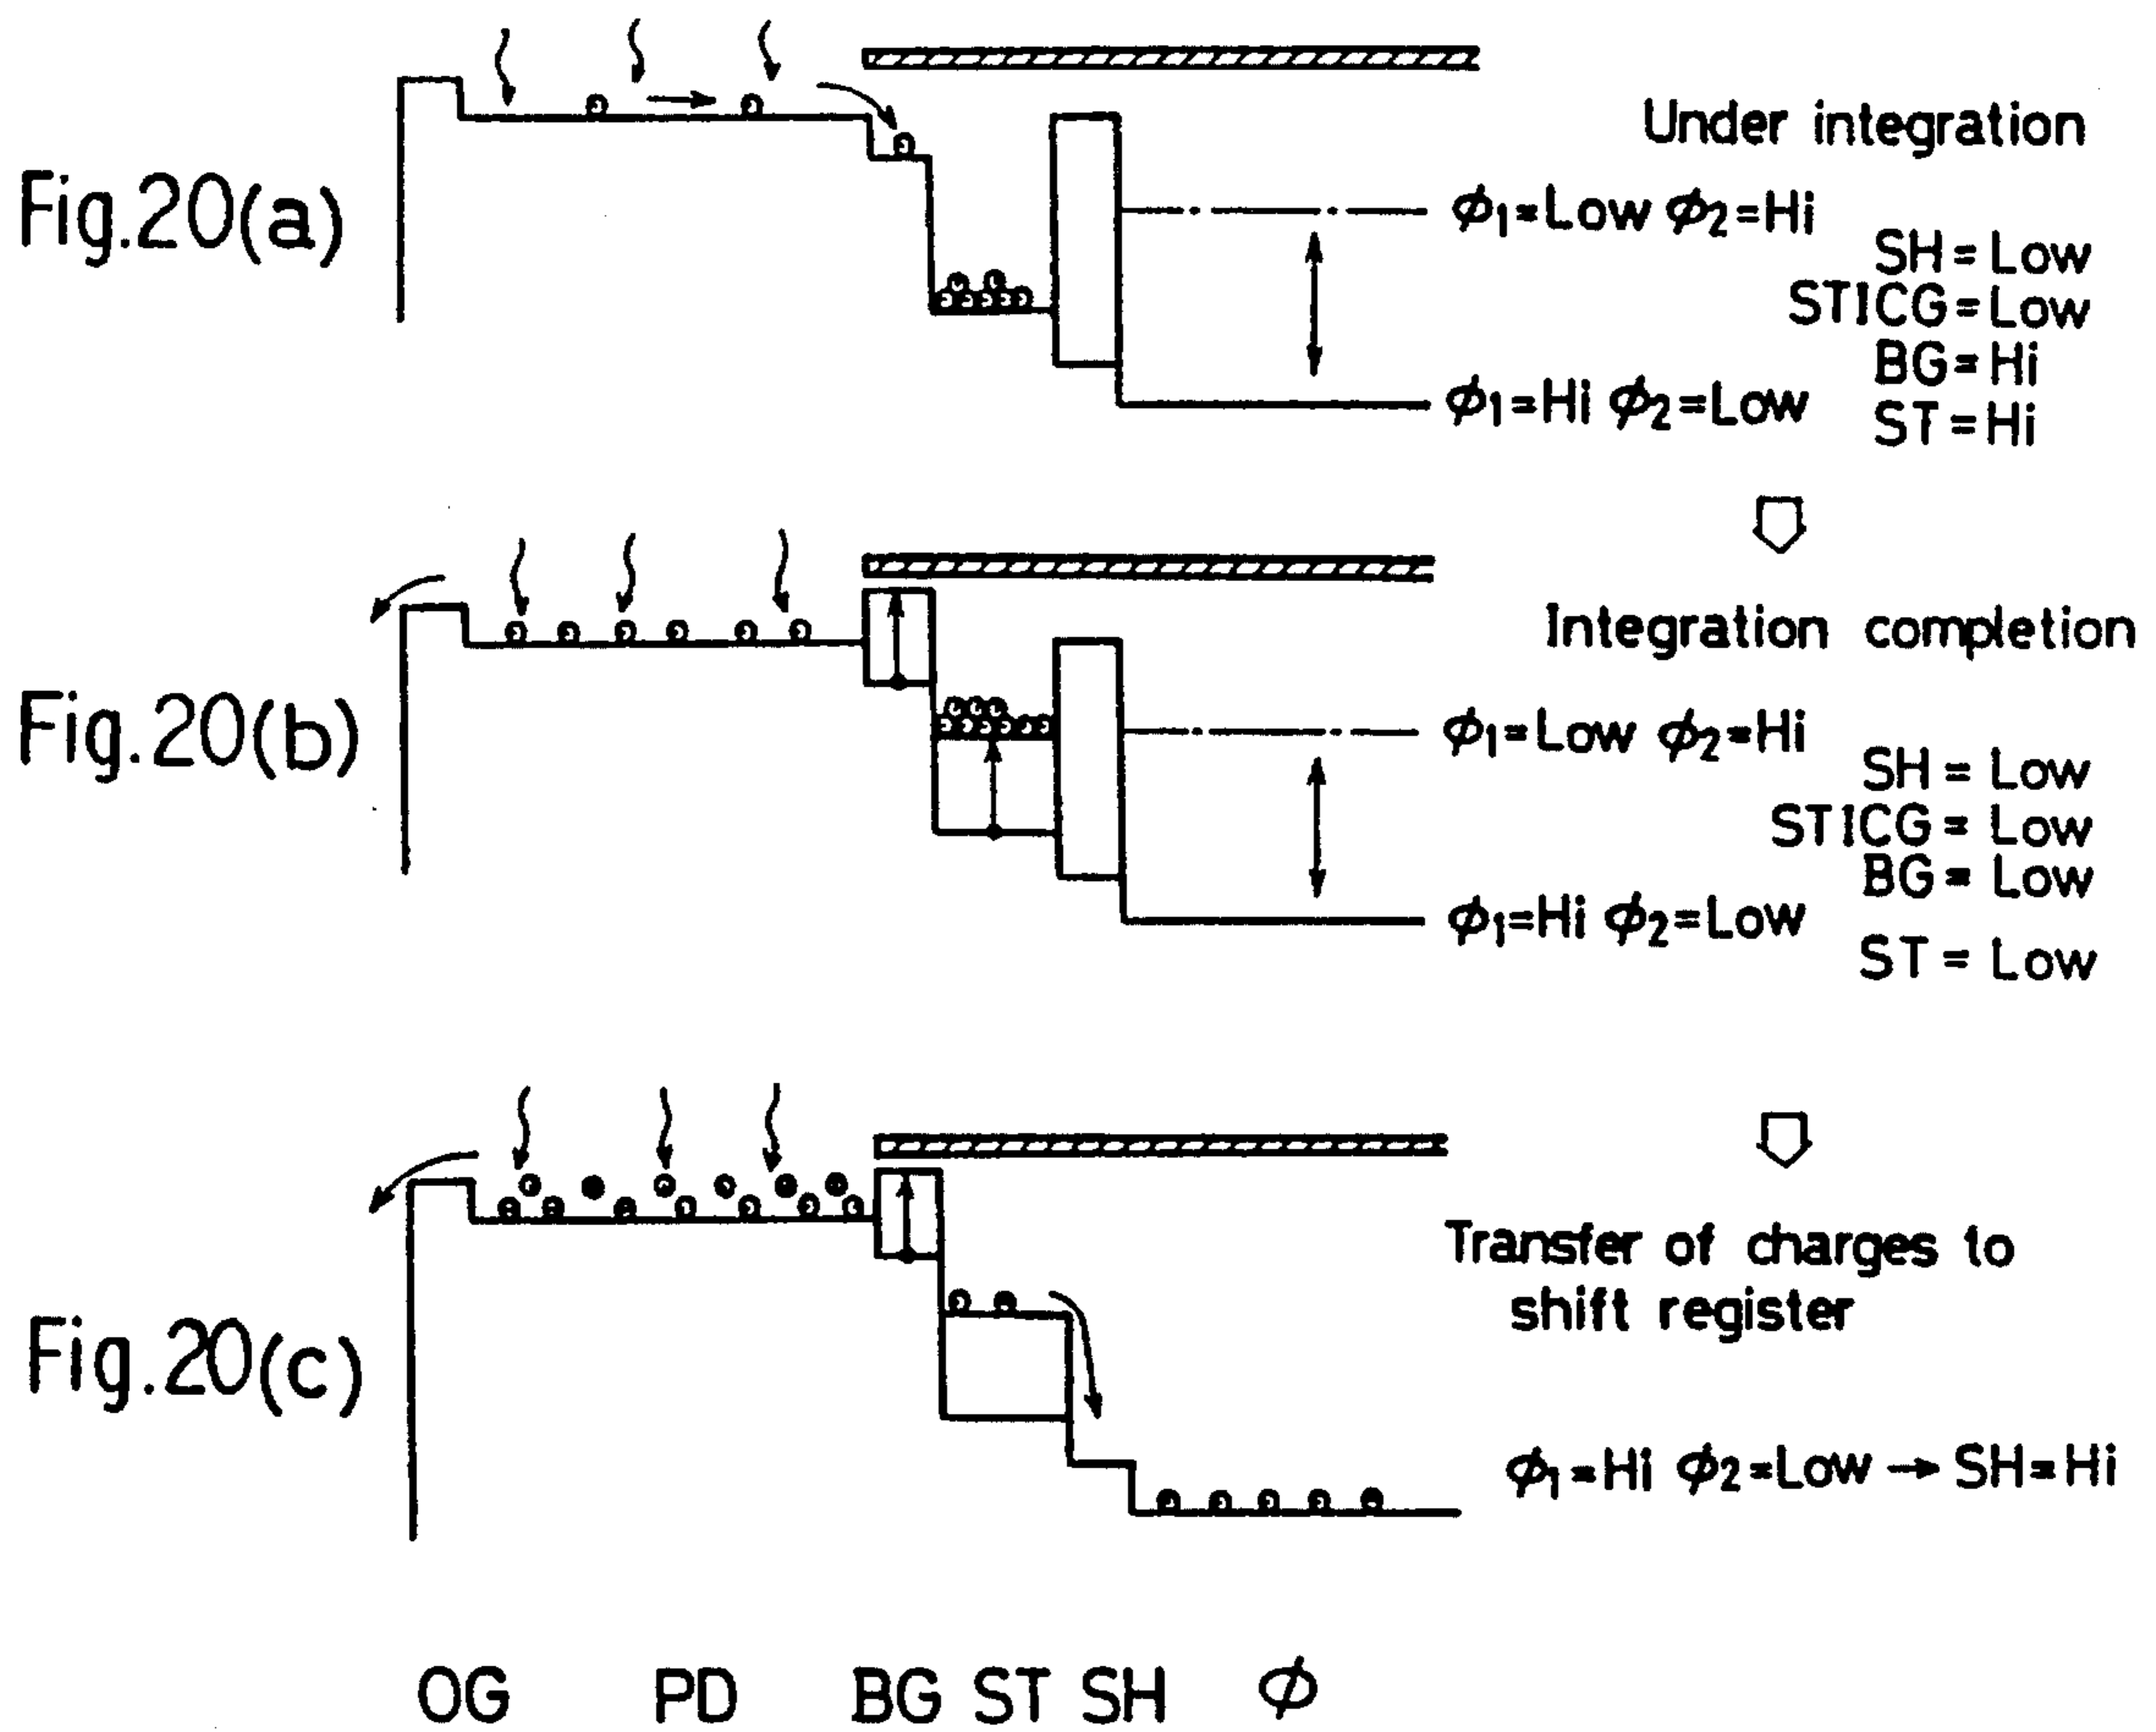 Fig.20(a)
Under integration
ϕ1=Low ϕ2=Hi
SH=Low
STICG=Low
BG=Hi
ϕ1=Hi ϕ2=Low
ST=Hi
Fig.20(b)
Integration completion
ϕ1=Low ϕ2=Hi
SH= Low
STICG= Low
BG= Low
ϕ1=Hi ϕ2=Low
ST= Low
Fig.20(c)
Transfer of charges to
shift register
ϕ1=Hi ϕ2=Low→SH=Hi
OG PD BG ST SH ϕ